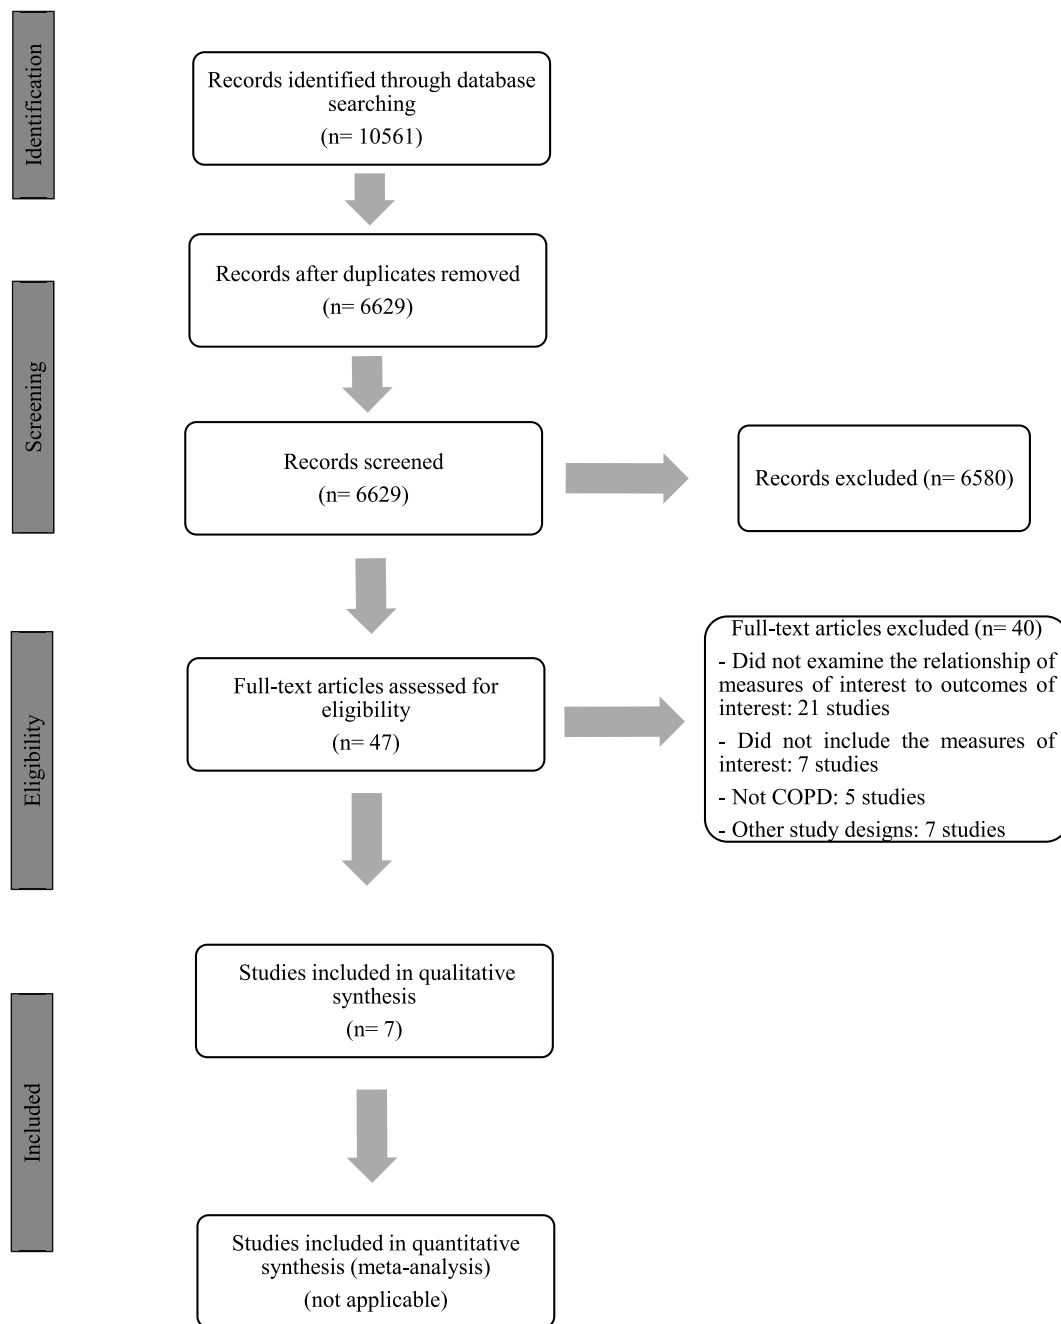 Identification
Records identified through database
searching
(n= 10561)
Records after duplicates removed
(n= 6629)
Screening
Records screened
(n= 6629)
Records excluded (n= 6580)
Eligibility
Full-text articles assessed for
eligibility
(n= 47)
Full-text articles excluded (n= 40)
- Did not examine the relationship of
measures of interest to outcomes of
interest: 21 studies
- Did not include the measures of
interest: 7 studies
- Not COPD: 5 studies
- Other study designs: 7 studies
Included
Studies included in qualitative
synthesis
(n= 7)
Studies included in quantitative
synthesis (meta-analysis)
(not applicable)